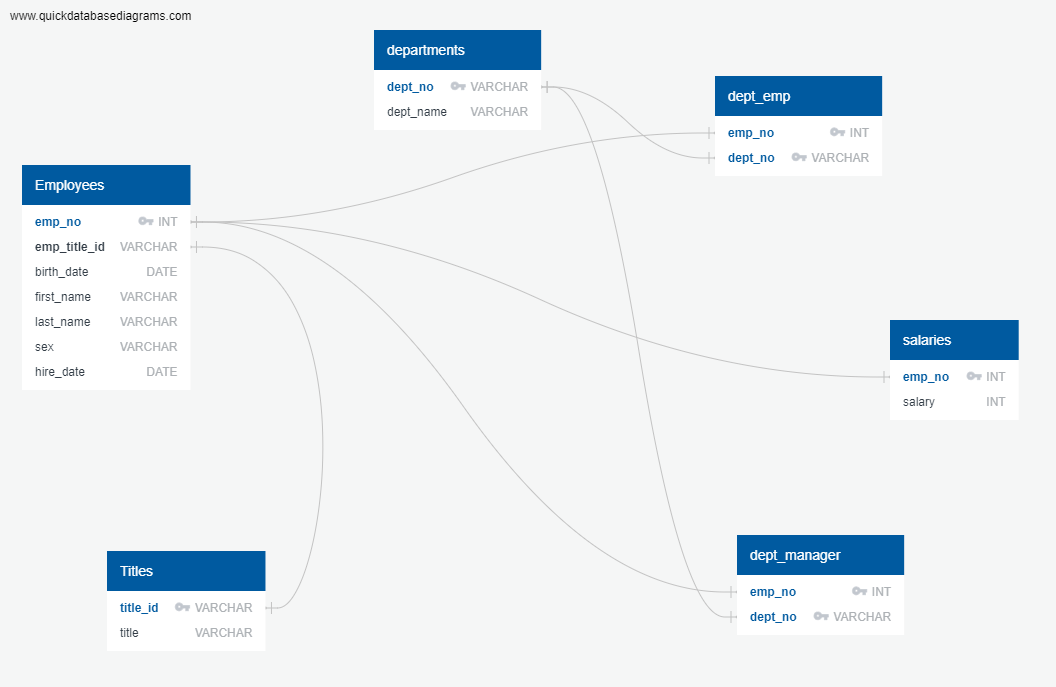 www.quickdatabasediagrams.com
departments
dept_no VARCHAR
dept_name VARCHAR
dept_emp
emp_no INT
dept_no VARCHAR
Employees
emp_no INT
emp_title_id VARCHAR
birth_date DATE
first_name VARCHAR
last_name VARCHAR
sex VARCHAR
hire_date DATE
salaries
emp_no INT
salary INT
Titles
title_id VARCHAR
title VARCHAR
dept_manager
emp_no INT
dept_no VARCHAR